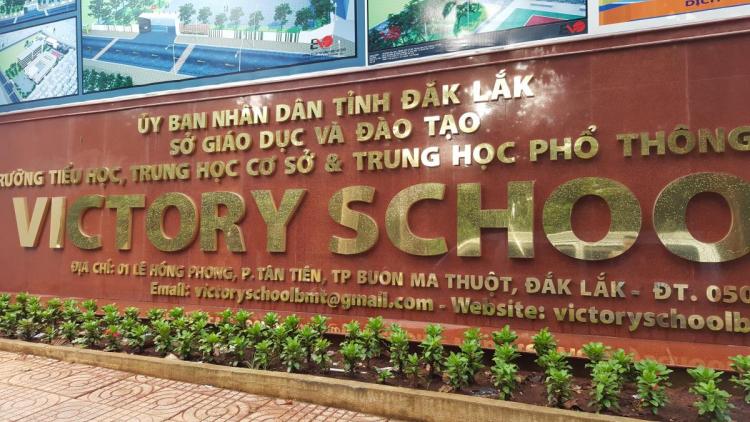 ỦY BAN NHÂN DÂN TỈNH ĐẮK LẮK
SỞ GIÁO DỤC VÀ ĐÀO TẠO
TRƯỜNG TIỂU HỌC, TRUNG HỌC CƠ SỞ & TRUNG HỌC PHỔ THÔNG
VICTORY SCHOO
ĐỊA CHỈ: 01 LÊ HỒNG PHONG, P. TÂN TIẾN, TP BUÔN MA THUỘT, ĐẮK LẮK - ĐT. 050
Email: victoryschoolbmt@gmail.com - Website: victoryschoolb